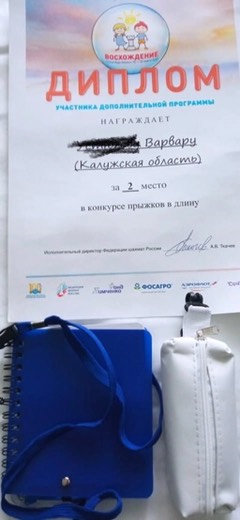 ВОСХОЖДЕНИЕ
ДИПЛОМ
УЧАСТНИКА ДОПОЛНИТЕЛЬНОЙ ПРОГРАММЫ
НАГРАЖДАЕТ
Варвару
(Калужская область)
за 2 место
в конкурсе прыжков в длину
Исполнительный директор Федерации самбо России А.В. Ткачев
ФОСАГРО